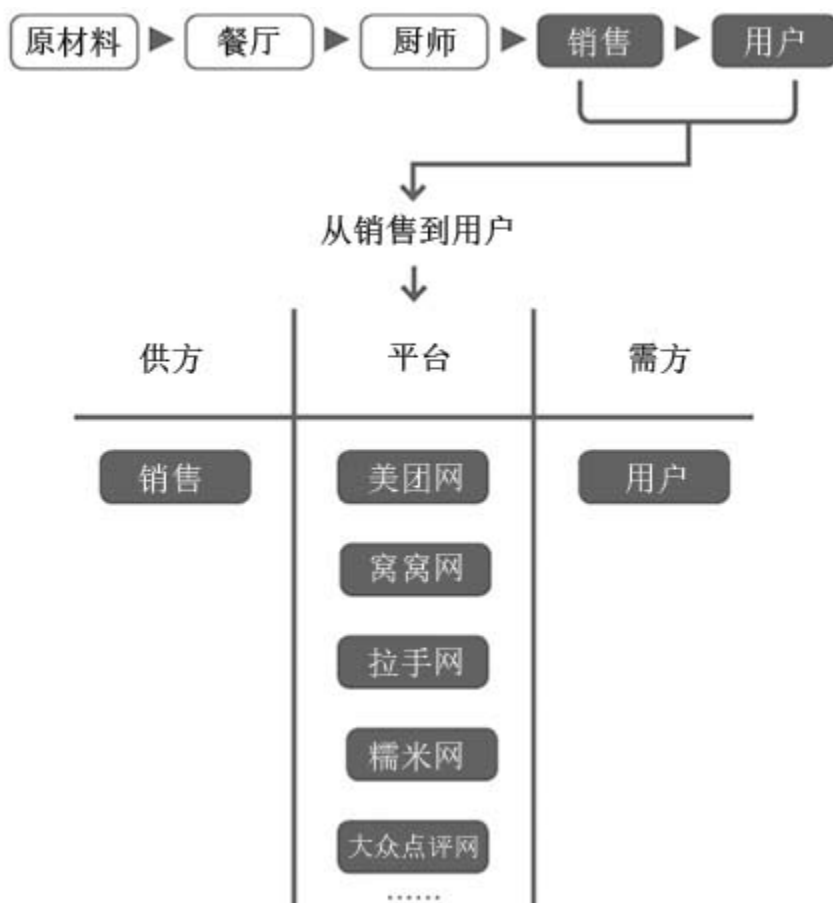 原材料 餐厅 厨师 销售 用户
从销售到用户
供方 平台 需方
销售 美团网 用户
窝窝网
拉手网
糯米网
大众点评网
……